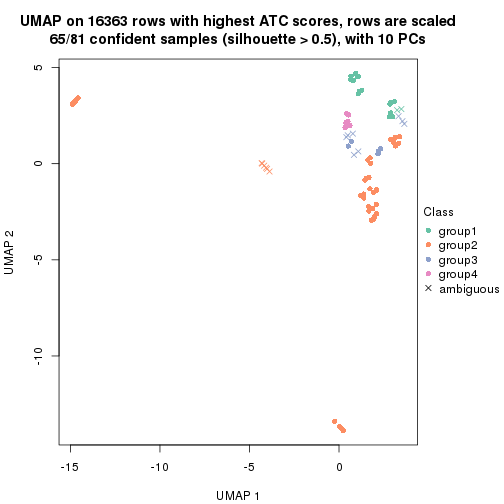 UMAP on 16363 rows with highest ATC scores, rows are scaled
65/81 confident samples (silhouette > 0.5), with 10 PCs
5
0
-5
-10
UMAP 2
-15
-10
-5
0
UMAP 1
Class
group1
group2
group3
group4
ambiguous